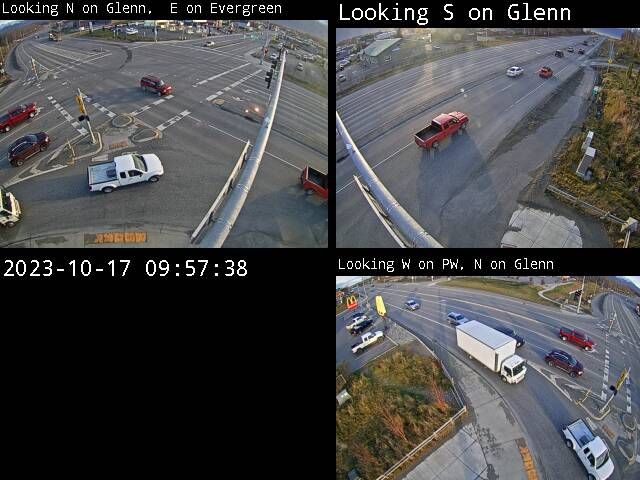 Looking N on Glenn,  E on Evergreen
Looking S on Glenn
2023-10-17 09:57:38
Looking W on PW, N on Glenn